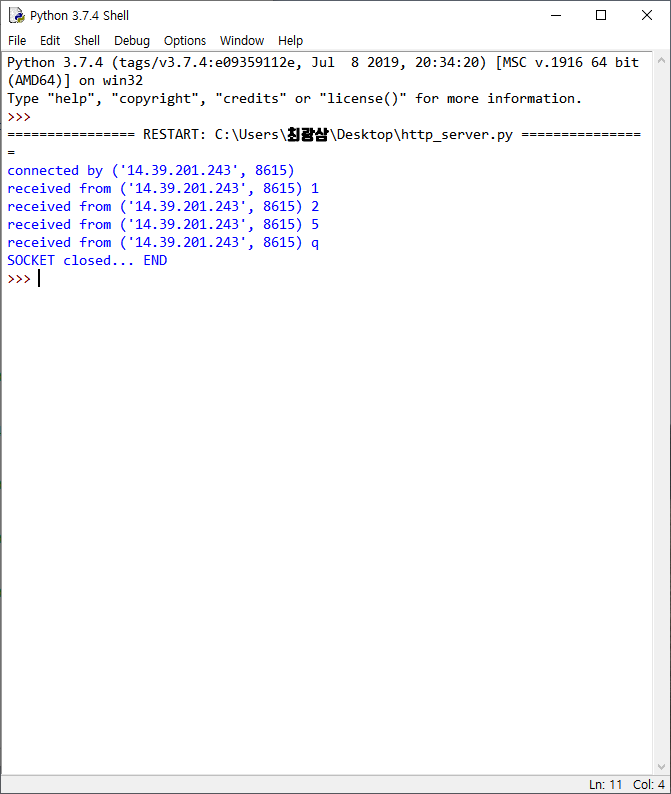 Python 3.7.4 Shell
File Edit Shell Debug Options Window Help
Python 3.7.4 (tags/v3.7.4:e09359112e, Jul  8 2019, 20:34:20) [MSC v.1916 64 bit
(AMD64)] on win32
Type "help", "copyright", "credits" or "license()" for more information.
>>>
================ RESTART: C:\Users\최광삼\Desktop\http_server.py ===============
=
connected by ('14.39.201.243', 8615)
received from ('14.39.201.243', 8615) 1
received from ('14.39.201.243', 8615) 2
received from ('14.39.201.243', 8615) 5
received from ('14.39.201.243', 8615) q
SOCKET closed... END
>>>
Ln: 11 Col: 4